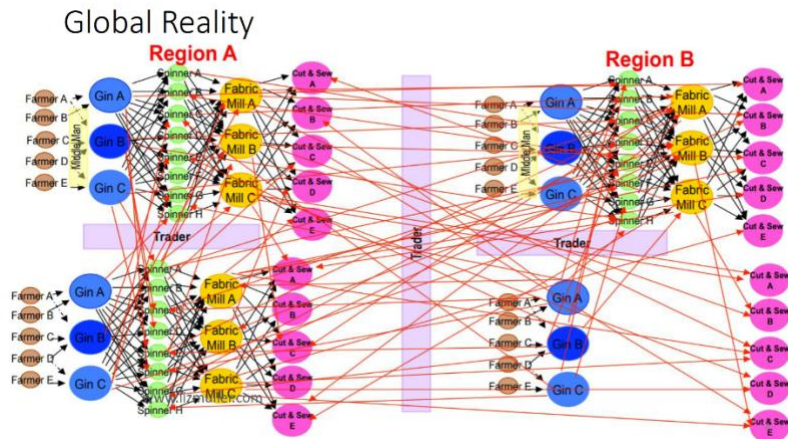 Global Reality
Region A
Farmer A
Farmer B
Farmer C
Farmer D
Farmer E
Middle Man
Gin A
Gin B
Gin C
Spinner A
Spinner B
Spinner G
Spinner H
Fabric
Mill A
Fabric
Mill B
Fabric
Mill C
Cut & Sew
A
Cut & Sew
B
Cut & Sew
C
Cut & Sew
D
Cut & Sew
E
Trader
Farmer A
Farmer B
Farmer C
Farmer D
Farmer E
Gin A
Gin B
Gin C
Spinner A
Spinner B
Spinner H
Fabric
Mill A
Fabric
Mill B
Fabric
Mill C
Cut & Sew
A
Cut & Sew
B
Cut & Sew
C
Cut & Sew
D
Cut & Sew
E
Trader
Region B
Farmer A
Farmer B
Farmer C
Farmer D
Farmer E
Middle Man
Gin A
Gin B
Gin C
Spinner A
Spinner B
Spinner G
Spinner H
Fabric
Mill A
Fabric
Mill B
Fabric
Mill C
Cut & Sew
A
Cut & Sew
B
Cut & Sew
C
Cut & Sew
D
Cut & Sew
E
Trader
Farmer A
Farmer B
Farmer C
Farmer D
Farmer E
Gin A
Gin B
Gin C
Cut & Sew
A
Cut & Sew
B
Cut & Sew
C
Cut & Sew
D
Cut & Sew
E